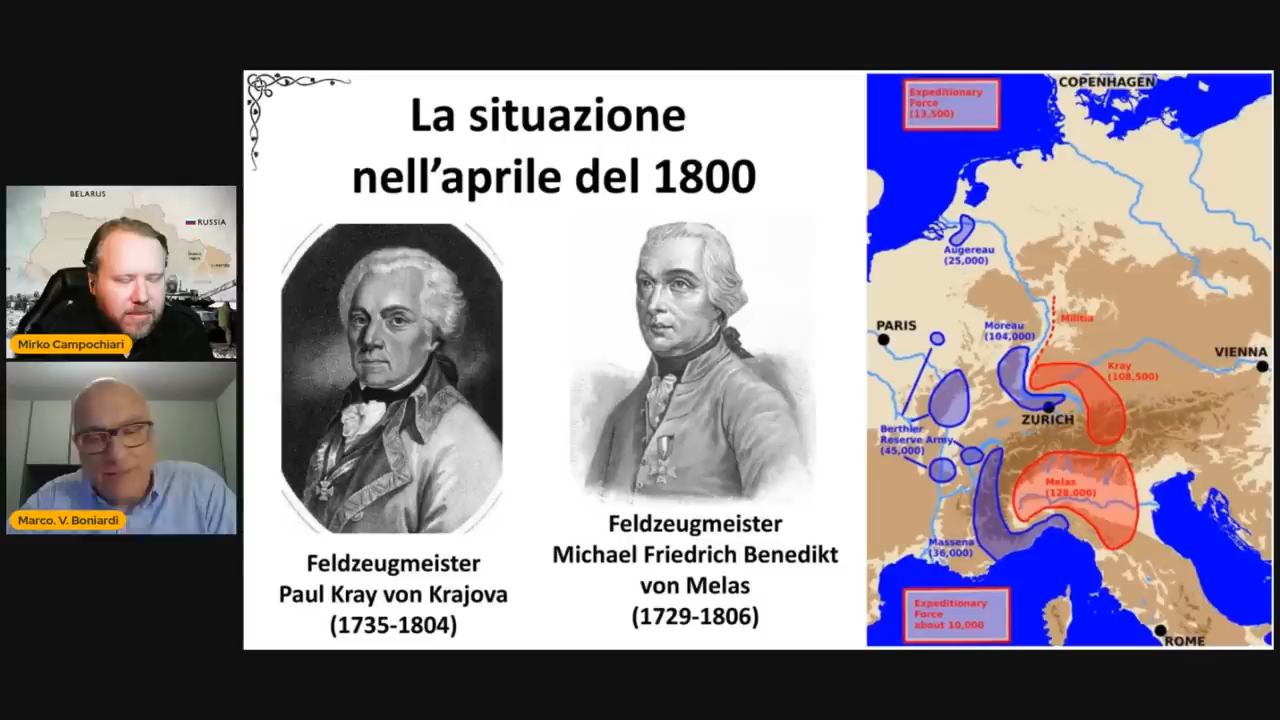 La situazione
nell'aprile del 1800
Feldzeugmeister
Paul Kray von Krajova
(1735-1804)
Feldzeugmeister
Michael Friedrich Benedikt
von Melas
(1729-1806)
Expeditionary
Force
(13,500)
COPENHAGEN
Augereau
(25,000)
PARIS
Moreau
(104,000)
Militia
VIENNA
Kray
(108,500)
ZURICH
Berthier
Reserve Army
(45,000)
Melas
(128,000)
Massena
(36,000)
Expeditionary
Force
about 10,000
ROME
BELARUS
RUSSIA
Mirko Campochiari
Marco. V. Boniardi